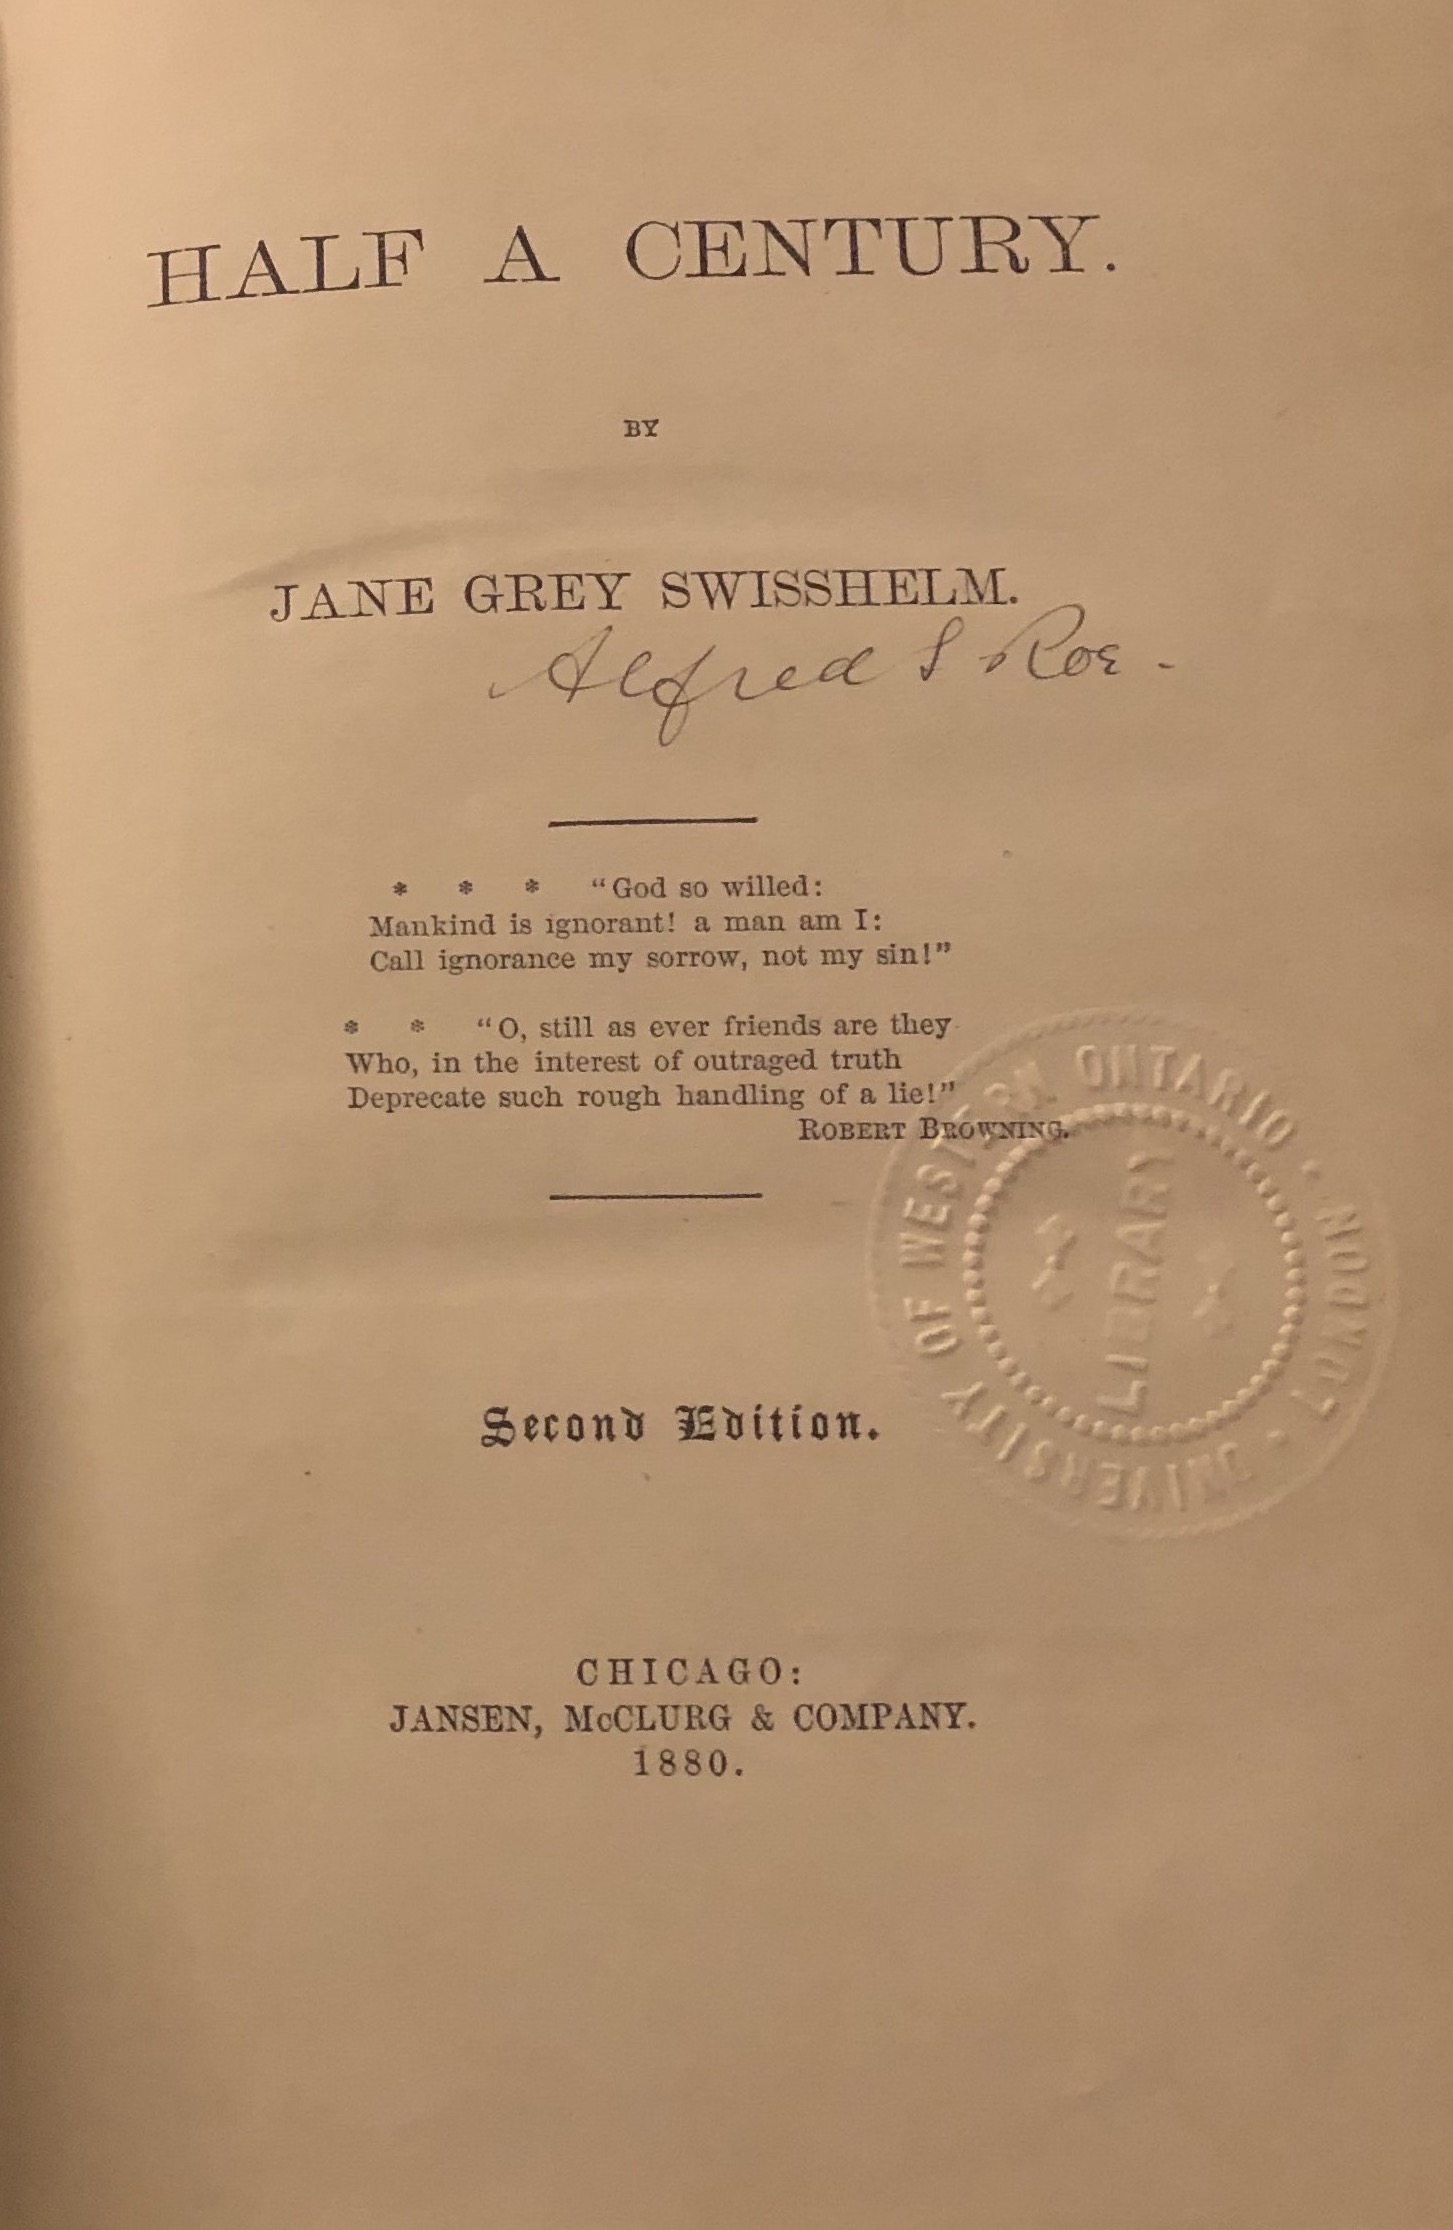 HALF A CENTURY.
BY
JANE GREY SWISSHELM.
Alfred S Roe -
* * * “God so willed:
Mankind is ignorant! a man am I:
Call ignorance my sorrow, not my sin!”
* * “O, still as ever friends are they
Who, in the interest of outraged truth
Deprecate such rough handling of a lie!”
ROBERT BROWNING.
UNIVERSITY OF WESTERN ONTARIO · LONDON ·
LIBRARY
Second Edition.
CHICAGO:
JANSEN, McCLURG & COMPANY.
1880.